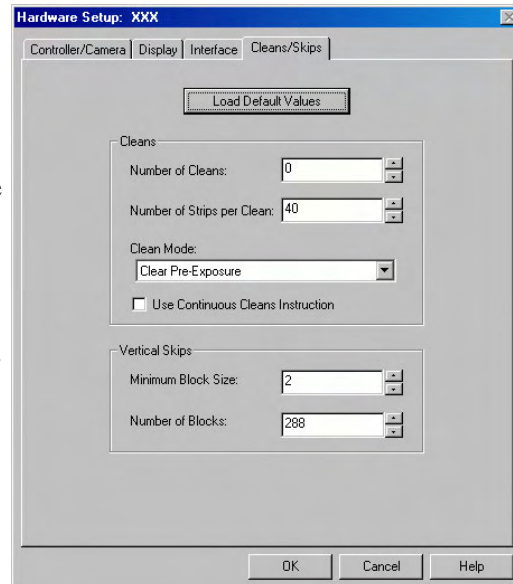 Hardware Setup: XXX
Controller/Camera Display Interface Cleans/Skips
Load Default Values
Cleans
Number of Cleans: 0
Number of Strips per Clean: 40
Clean Mode:
Clear Pre-Exposure
Use Continuous Cleans Instruction
Vertical Skips
Minimum Block Size: 2
Number of Blocks: 288
OK Cancel Help